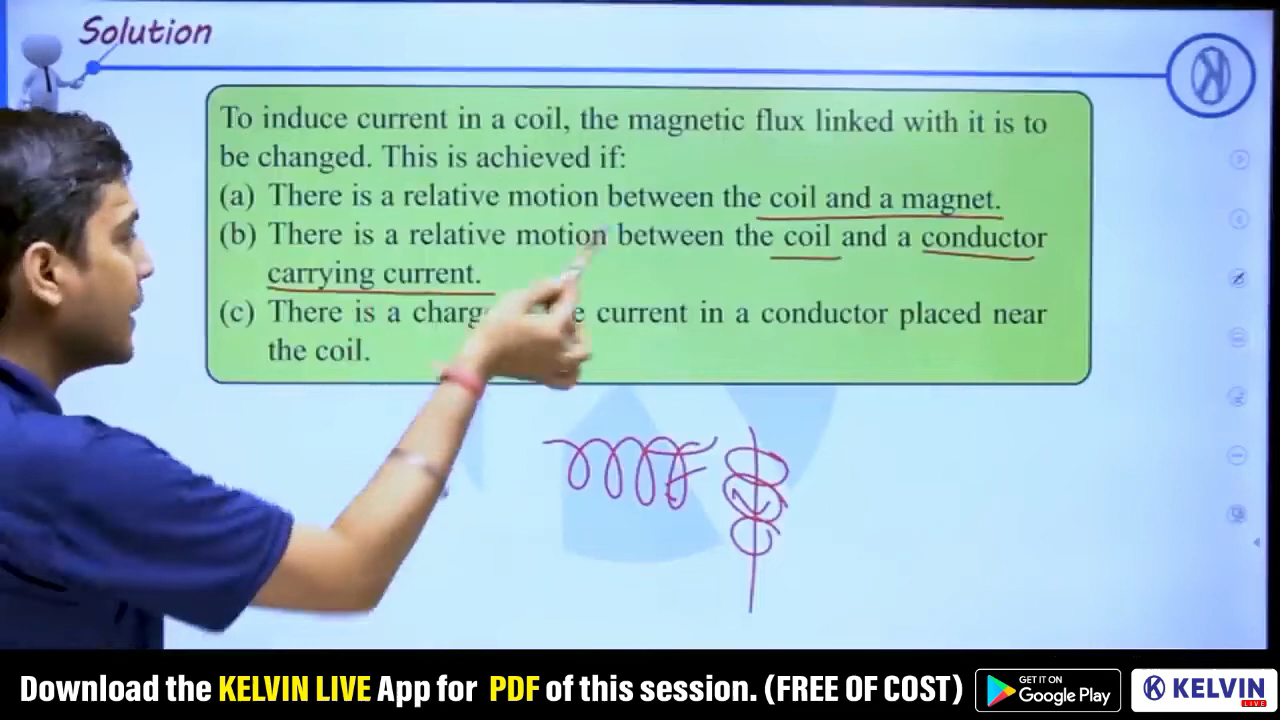 Solution
To induce current in a coil, the magnetic flux linked with it is to
be changed. This is achieved if:
(a) There is a relative motion between the coil and a magnet.
(b) There is a relative motion between the coil and a conductor
carrying current.
(c) There is a current in a conductor placed near
the coil.
Download the KELVIN LIVE App for PDF of this session. (FREE OF COST)
GET IT ON
Google Play
KELVIN
LIVE